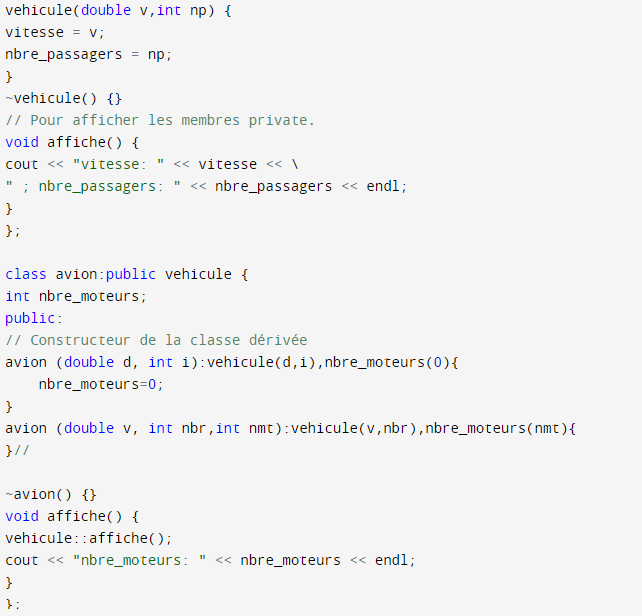 vehicule(double v,int np) {
vitesse = v;
nbre_passagers = np;
}
~vehicule() {}
// Pour afficher les membres private.
void affiche() {
cout << "vitesse: " << vitesse << \
" ; nbre_passagers: " << nbre_passagers << endl;
}
};

class avion:public vehicule {
int nbre_moteurs;
public:
// Constructeur de la classe dérivée
avion (double d, int i):vehicule(d,i),nbre_moteurs(0){
    nbre_moteurs=0;
}
avion (double v, int nbr,int nmt):vehicule(v,nbr),nbre_moteurs(nmt){
}//

~avion() {}
void affiche() {
vehicule::affiche();
cout << "nbre_moteurs: " << nbre_moteurs << endl;
}
};